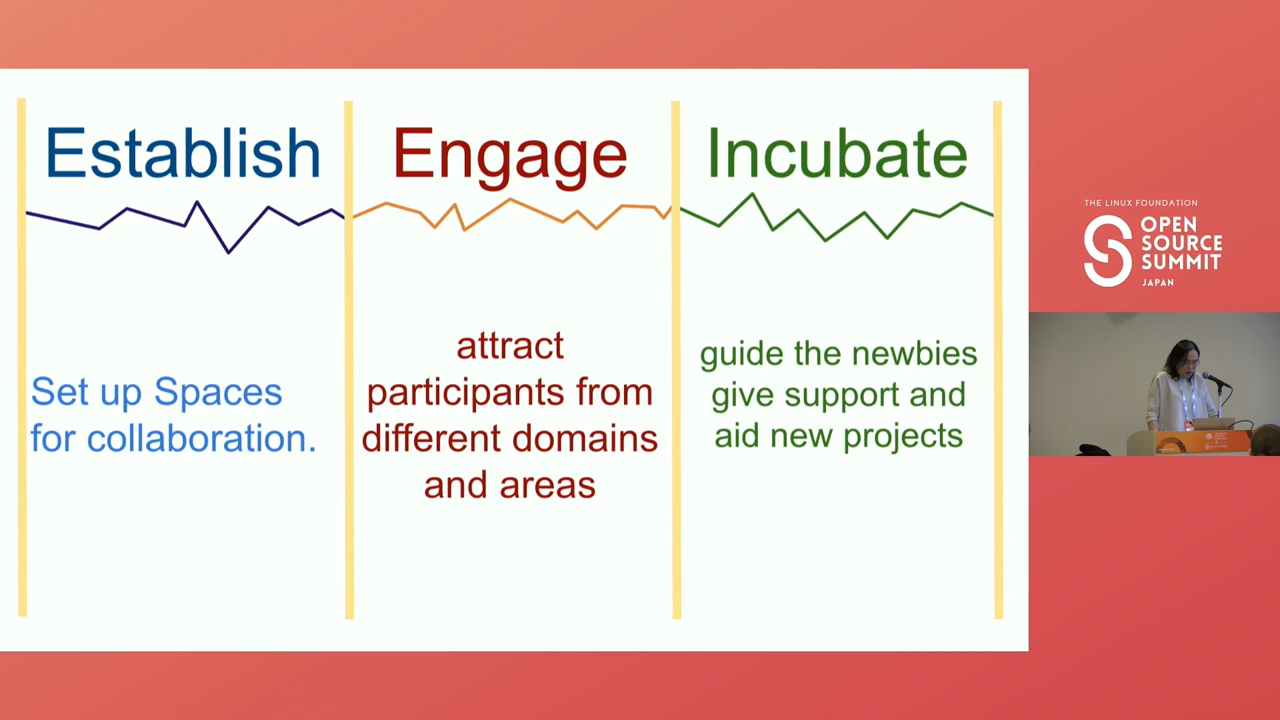 Establish
Engage
Incubate
Set up Spaces
for collaboration.
attract
participants from
different domains
and areas
guide the newbies
give support and
aid new projects
THE LINUX FOUNDATION
OPEN
SOURCE
SUMMIT
JAPAN